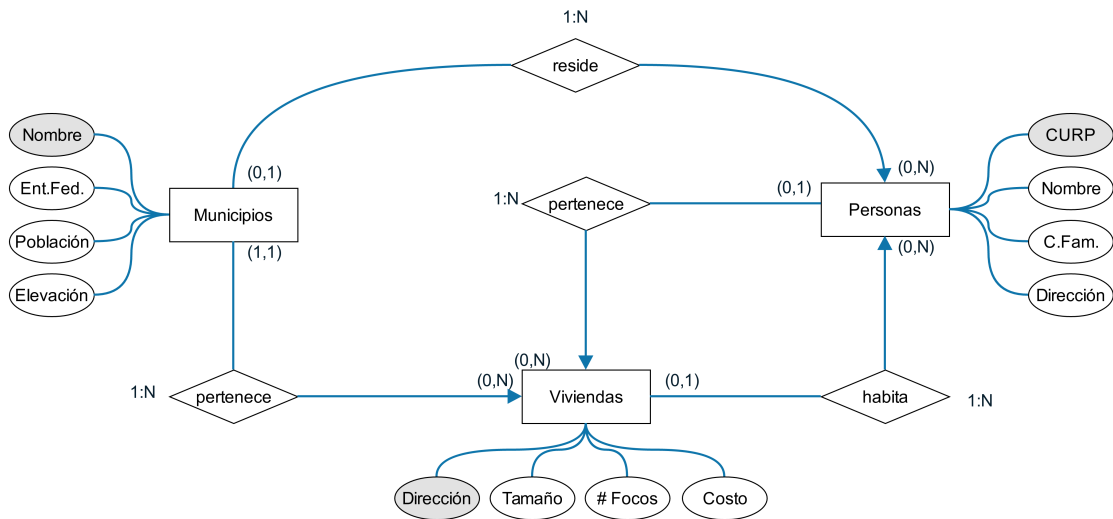 1:N
reside
Nombre
CURP
(0,1)
(0,N)
Ent.Fed.
Municipios
1:N
pertenece
(0,1)
Personas
Nombre
Población
(1,1)
(0,N)
C.Fam.
Elevación
Dirección
1:N
pertenece
(0,N)
(0,N)
Viviendas
(0,1)
habita
1:N
Dirección
Tamaño
# Focos
Costo